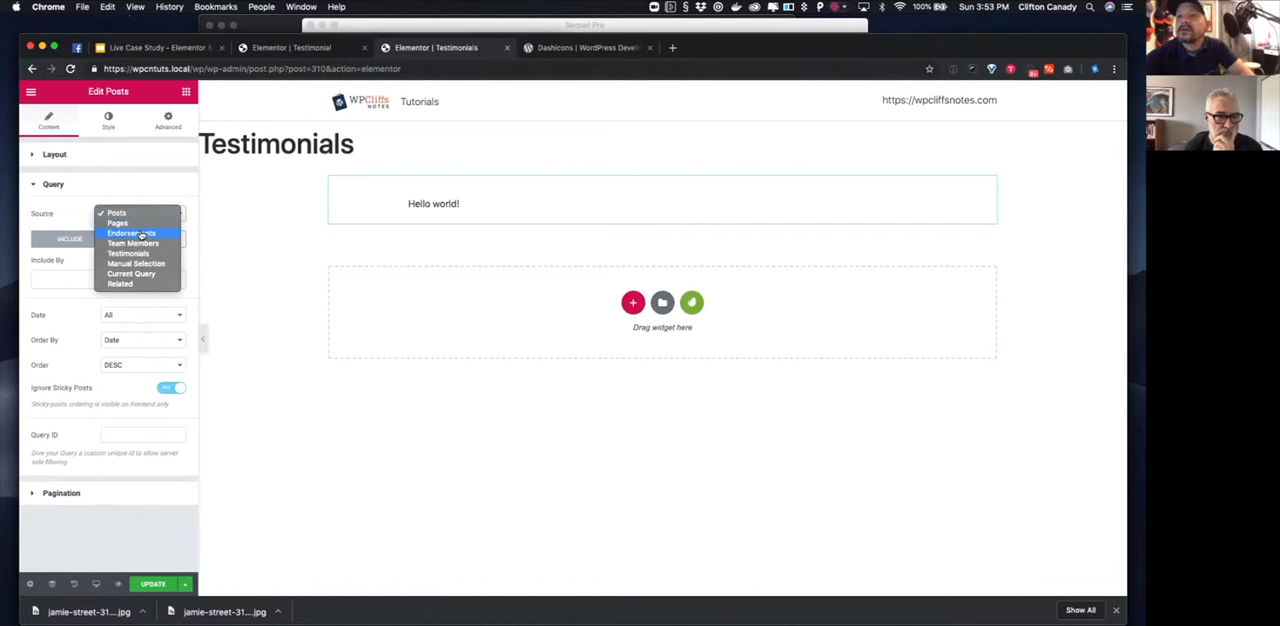 Chrome File Edit View History Bookmarks People Window Help 100% Sun 3:53 PM Clifton Canady
Sequel Pro
Live Case Study - Elementor & Elementor | Testimonial Elementor | Testimonials Dashicons | WordPress Develo
https://wpcntuts.local/wp/wp-admin/post.php?post=310&action=elementor
Edit Posts
WPCliffs NOTES Tutorials https://wpcliffsnotes.com
Content Style Advanced
Testimonials
Layout
Query
Hello world!
Source
Posts
Pages
Endorsements
Team Members
Testimonials
Manual Selection
Current Query
Related
INCLUDE
Include By
Date All
Order By Date
Order DESC
Drag widget here
Ignore Sticky Posts
Sticky-posts ordering is visible on frontend only
Query ID
Give your Query a custom unique id to allow server
side filtering
Pagination
UPDATE
jamie-street-31....jpg jamie-street-31....jpg Show All